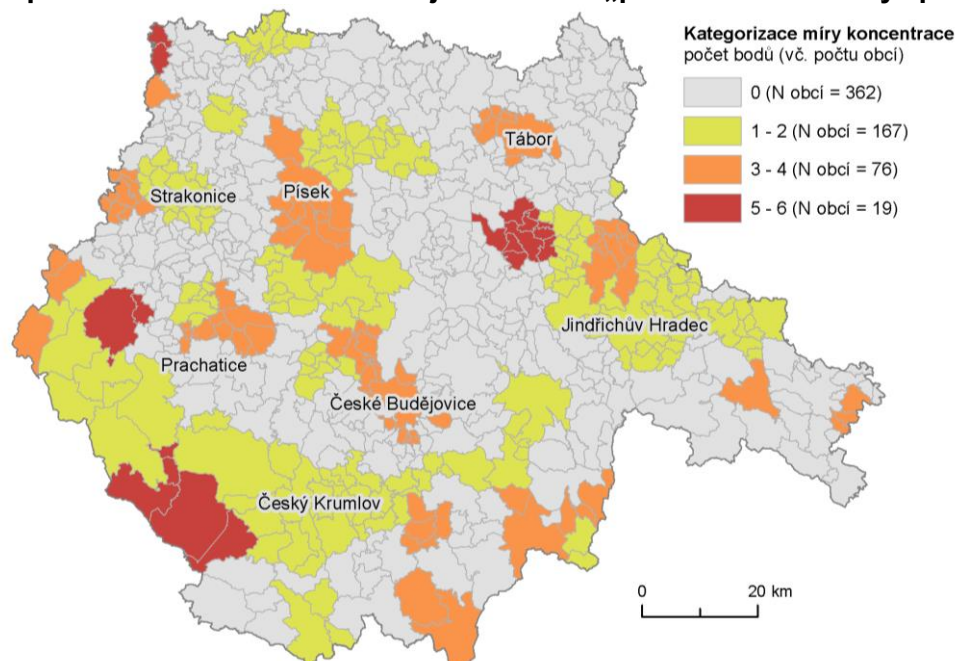 Kategorizace míry koncentrace
počet bodů (vč. počtu obcí)
0 (N obcí = 362)
1 - 2 (N obcí = 167)
3 - 4 (N obcí = 76)
5 - 6 (N obcí = 19)
Tábor
Strakonice
Písek
Jindřichův Hradec
Prachatice
České Budějovice
Český Krumlov
0 20 km